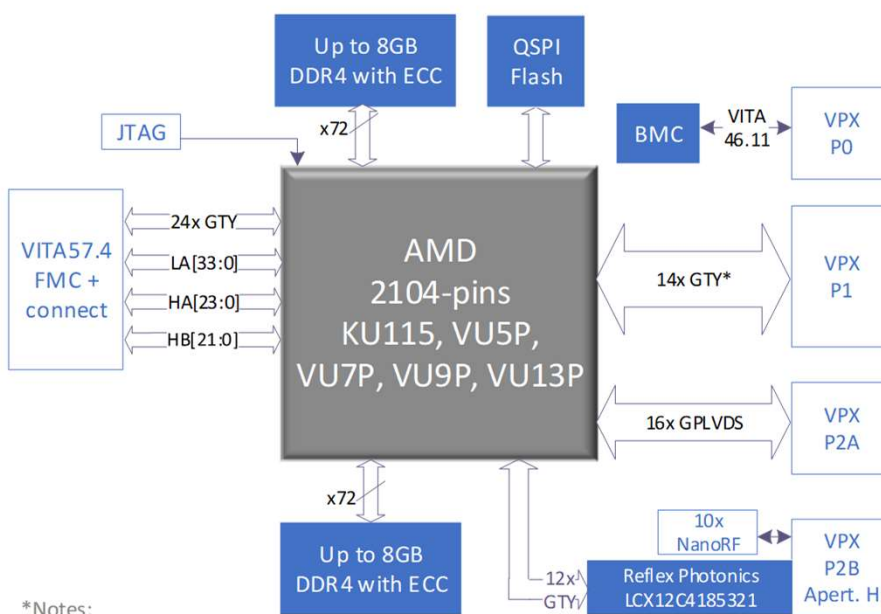 Up to 8GB
DDR4 with ECC
QSPI
Flash
x72
JTAG
BMC
VITA
46.11
VPX
P0
VITA57.4
FMC +
connect
24x GTY
LA[33:0]
HA[23:0]
HB[21:0]
AMD
2104-pins
KU115, VU5P,
VU7P, VU9P, VU13P
14x GTY*
VPX
P1
16x GPLVDS
VPX
P2A
x72
Up to 8GB
DDR4 with ECC
12x
GTY
10x
NanoRF
Reflex Photonics
LCX12C4185321
VPX
P2B
Apert. H
*Notes: